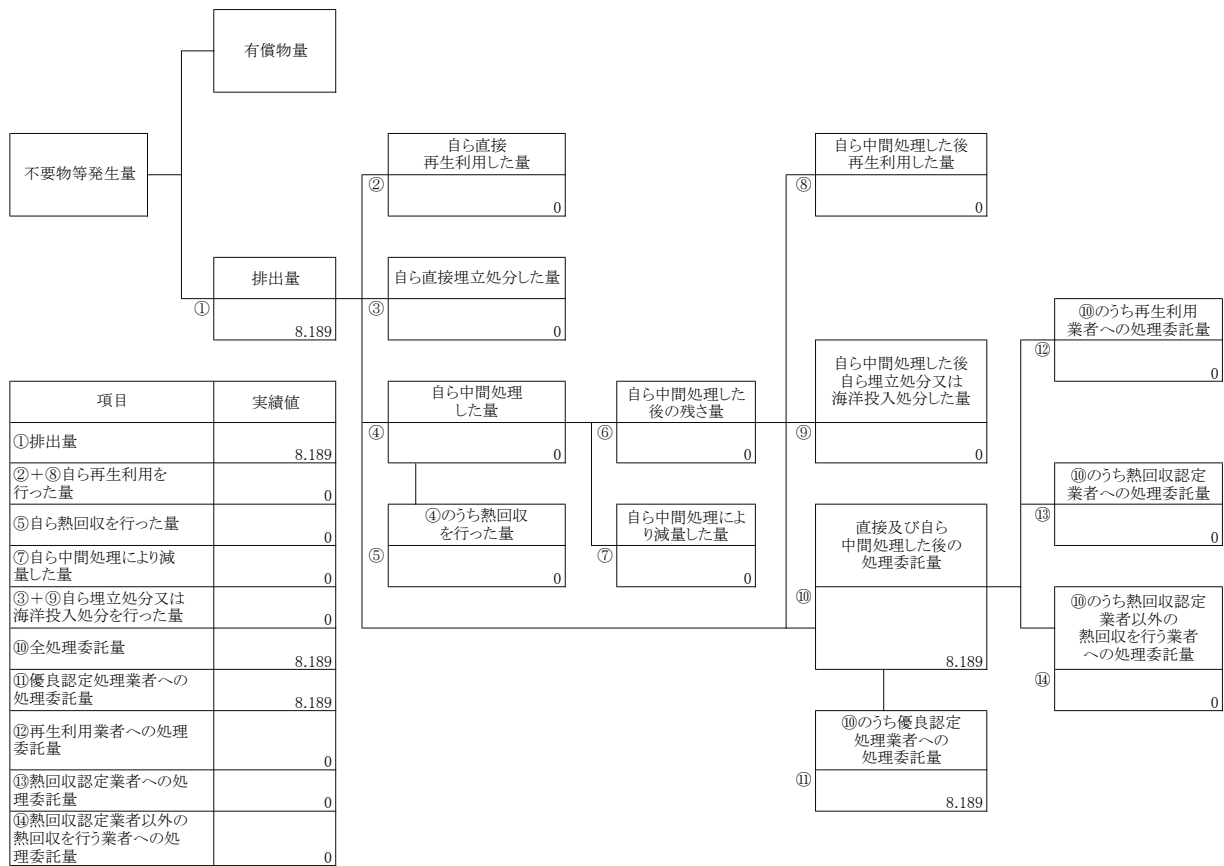 有償物量
不要物等発生量
排出量
①
8.189
自ら直接
再生利用した量
②
0
自ら直接埋立処分した量
③
0
自ら中間処理
した量
④
0
④のうち熱回収
を行った量
⑤
0
自ら中間処理した
後の残さ量
⑥
0
自ら中間処理によ
り減量した量
⑦
0
自ら中間処理した後
再生利用した量
⑧
0
自ら中間処理した後
自ら埋立処分又は
海洋投入処分した量
⑨
0
直接及び自ら
中間処理した後の
処理委託量
⑩
8.189
⑩のうち優良認定
処理業者への
処理委託量
⑪
8.189
⑩のうち再生利用
業者への処理委託量
⑫
0
⑩のうち熱回収認定
業者への処理委託量
⑬
0
⑩のうち熱回収認定
業者以外の
熱回収を行う業者
への処理委託量
⑭
0
項目 実績値
①排出量
8.189
②+⑧自ら再生利用を
行った量
0
⑤自ら熱回収を行った量
0
⑦自ら中間処理により減
量した量
0
③+⑨自ら埋立処分又は
海洋投入処分を行った量
0
⑩全処理委託量
8.189
⑪優良認定処理業者への
処理委託量
8.189
⑫再生利用業者への処理
委託量
0
⑬熱回収認定業者への処
理委託量
0
⑭熱回収認定業者以外の
熱回収を行う業者への処
理委託量
0